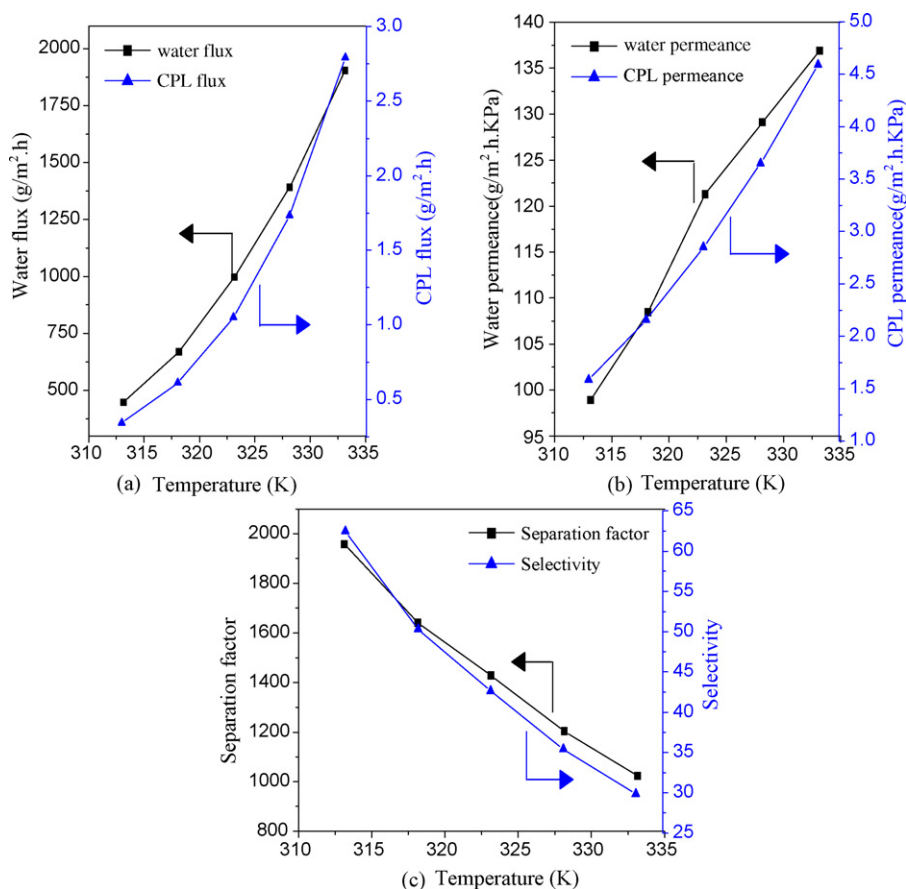 water flux
CPL flux
Water flux (g/m².h)
2000
1750
1500
1250
1000
750
500
3.0
2.5
2.0
1.5
1.0
0.5
CPL flux (g/m².h)
310 315 320 325 330 335
(a) Temperature (K)
water permeance
CPL permeance
Water permeance(g/m².h.KPa)
140
135
130
125
120
115
110
105
100
95
5.0
4.5
4.0
3.5
3.0
2.5
2.0
1.5
1.0
CPL permeance(g/m².h.KPa)
310 315 320 325 330 335
(b) Temperature (K)
Separation factor
Selectivity
Separation factor
2000
1800
1600
1400
1200
1000
800
65
60
55
50
45
40
35
30
25
Selectivity
310 315 320 325 330 335
(c) Temperature (K)